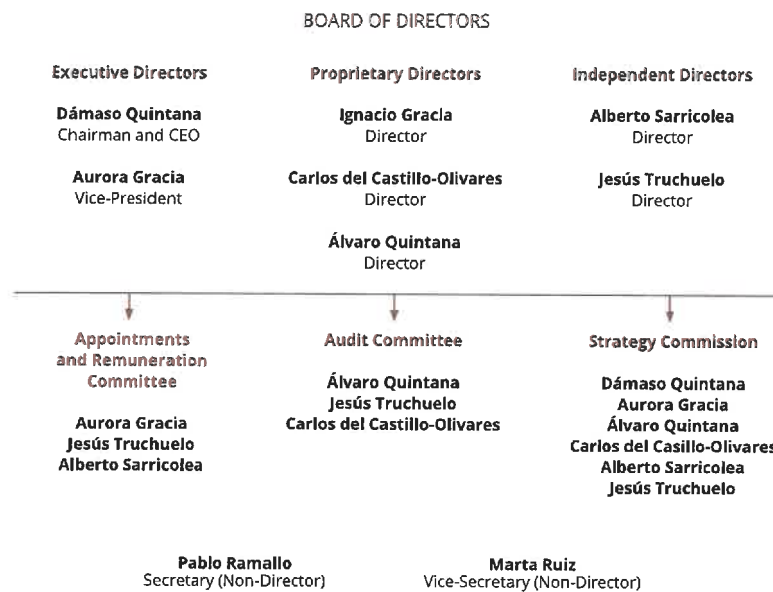 BOARD OF DIRECTORS
Executive Directors
Dámaso Quintana
Chairman and CEO
Aurora Gracia
Vice-President
Proprietary Directors
Ignacio Gracia
Director
Carlos del Castillo-Olivares
Director
Álvaro Quintana
Director
Independent Directors
Alberto Sarricolea
Director
Jesús Truchuelo
Director
Appointments
and Remuneration
Committee
Aurora Gracia
Jesús Truchuelo
Alberto Sarricolea
Audit Committee
Álvaro Quintana
Jesús Truchuelo
Carlos del Castillo-Olivares
Strategy Commission
Dámaso Quintana
Aurora Gracia
Álvaro Quintana
Carlos del Casillo-Olivares
Alberto Sarricolea
Jesús Truchuelo
Pablo Ramallo
Secretary (Non-Director)
Marta Ruiz
Vice-Secretary (Non-Director)